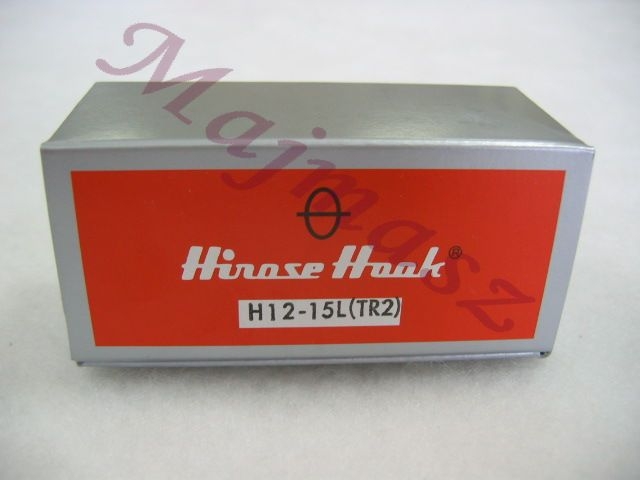 Majmasz
Hirose Hook®
H12-15L(TR2)